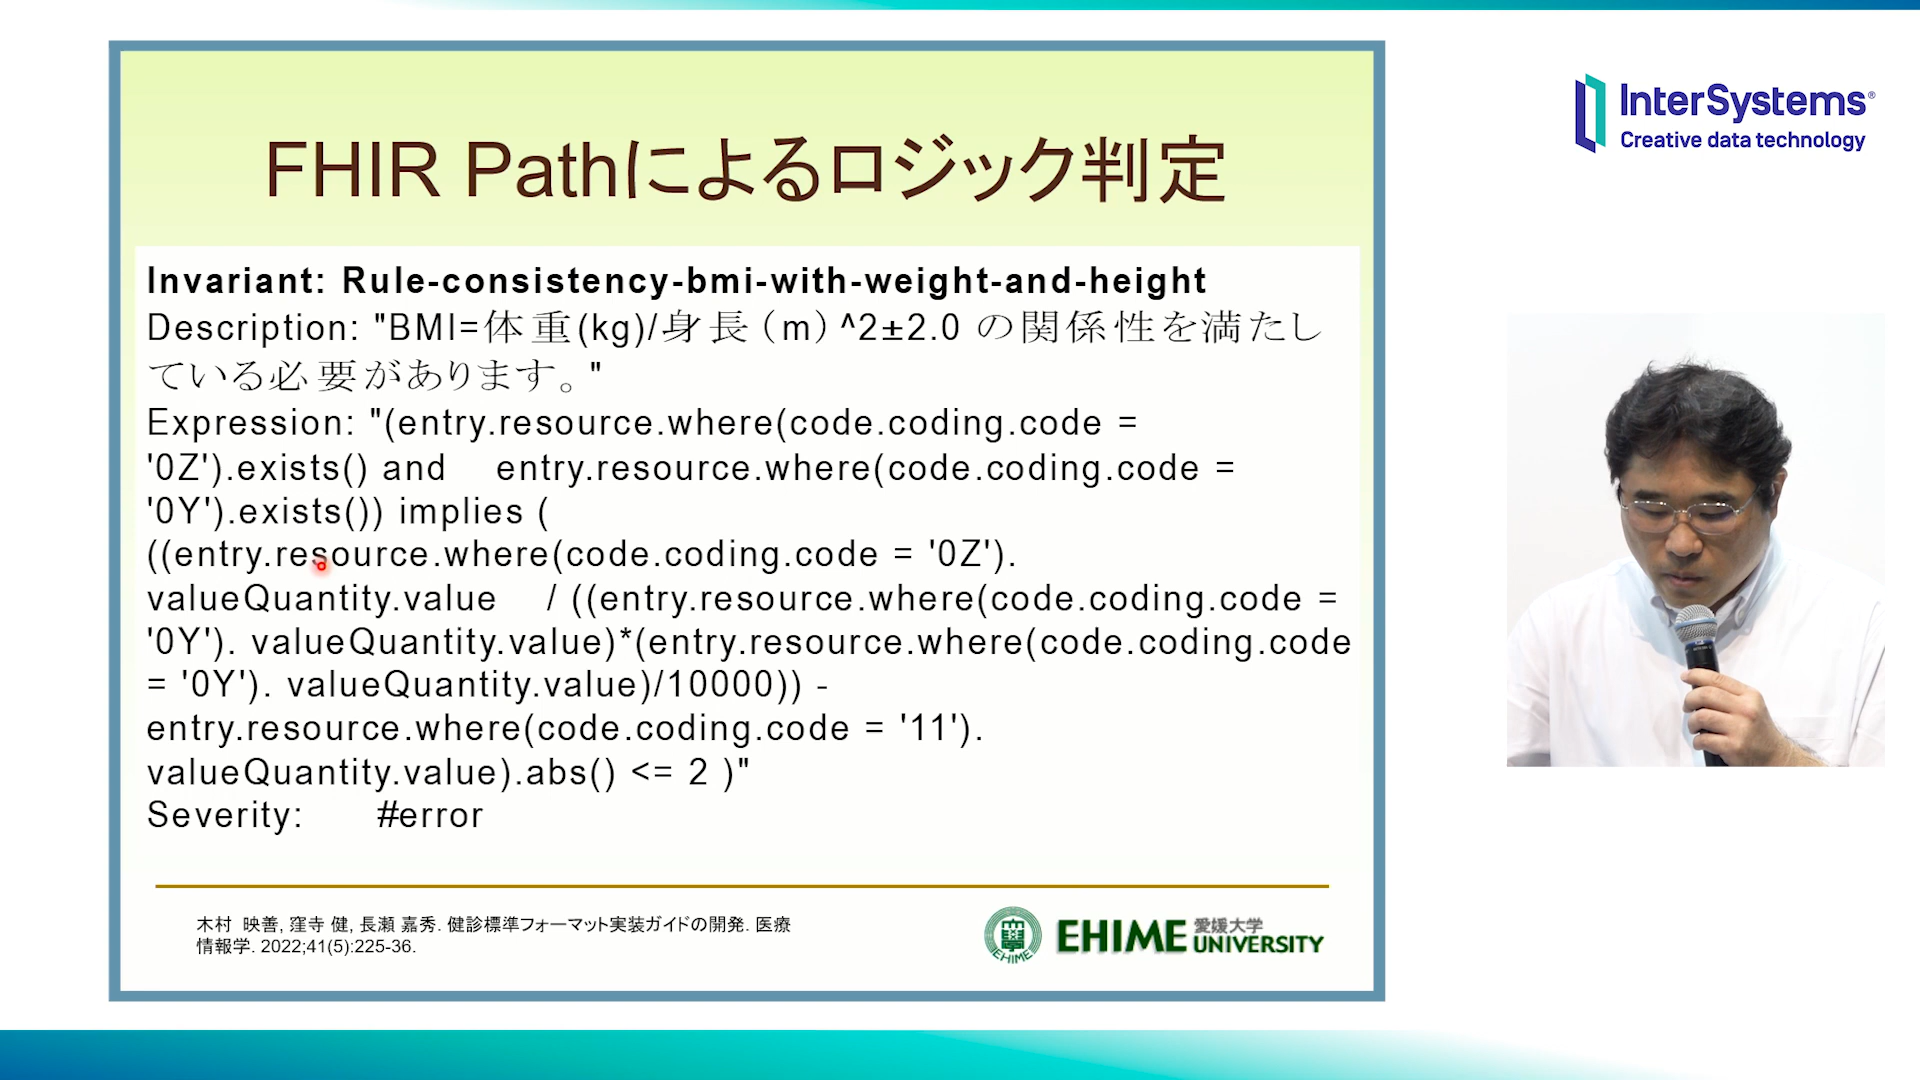 FHIR Pathによるロジック判定
Invariant: Rule-consistency-bmi-with-weight-and-height
Description: "BMI=体重(kg)/身長（m）^2±2.0 の関係性を満たし
ている必要があります。"
Expression: "(entry.resource.where(code.coding.code =
'0Z').exists() and entry.resource.where(code.coding.code =
'0Y').exists()) implies (
((entry.resource.where(code.coding.code = '0Z').
valueQuantity.value / ((entry.resource.where(code.coding.code =
'0Y'). valueQuantity.value)*(entry.resource.where(code.coding.code
= '0Y'). valueQuantity.value)/10000)) -
entry.resource.where(code.coding.code = '11').
valueQuantity.value).abs() <= 2 )"
Severity: #error
木村 映善, 窪寺 健, 長瀬 嘉秀. 健診標準フォーマット実装ガイドの開発. 医療
情報学. 2022;41(5):225-36.
EHIME
EHIME 愛媛大学 UNIVERSITY
InterSystems®
Creative data technology